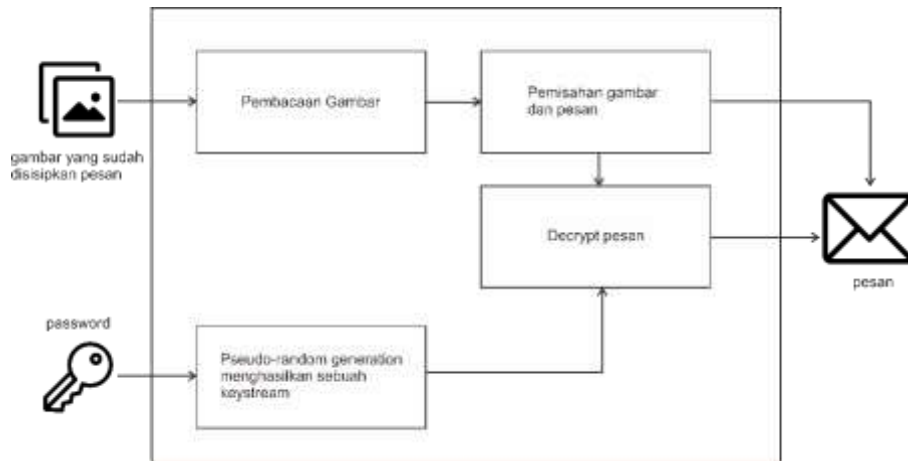 Pembacaan Gambar
Pemisahan gambar
dan pesan
gambar yang sudah
disisipkan pesan
Decrypt pesan
pesan
password
Pseudo-random generation
menghasilkan sebuah
keystream